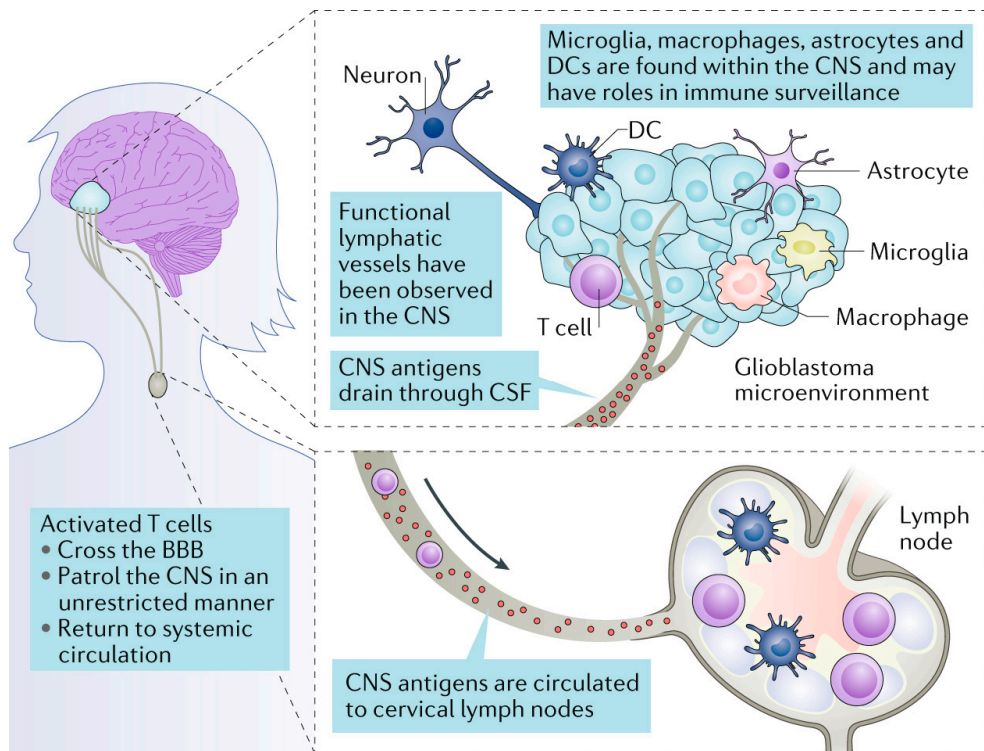 Microglia, macrophages, astrocytes and
DCs are found within the CNS and may
have roles in immune surveillance
Neuron
DC
Astrocyte
Functional
lymphatic
vessels have
been observed
in the CNS
Microglia
T cell
Macrophage
CNS antigens
drain through CSF
Glioblastoma
microenvironment
Activated T cells
• Cross the BBB
• Patrol the CNS in an
unrestricted manner
• Return to systemic
circulation
Lymph
node
CNS antigens are circulated
to cervical lymph nodes